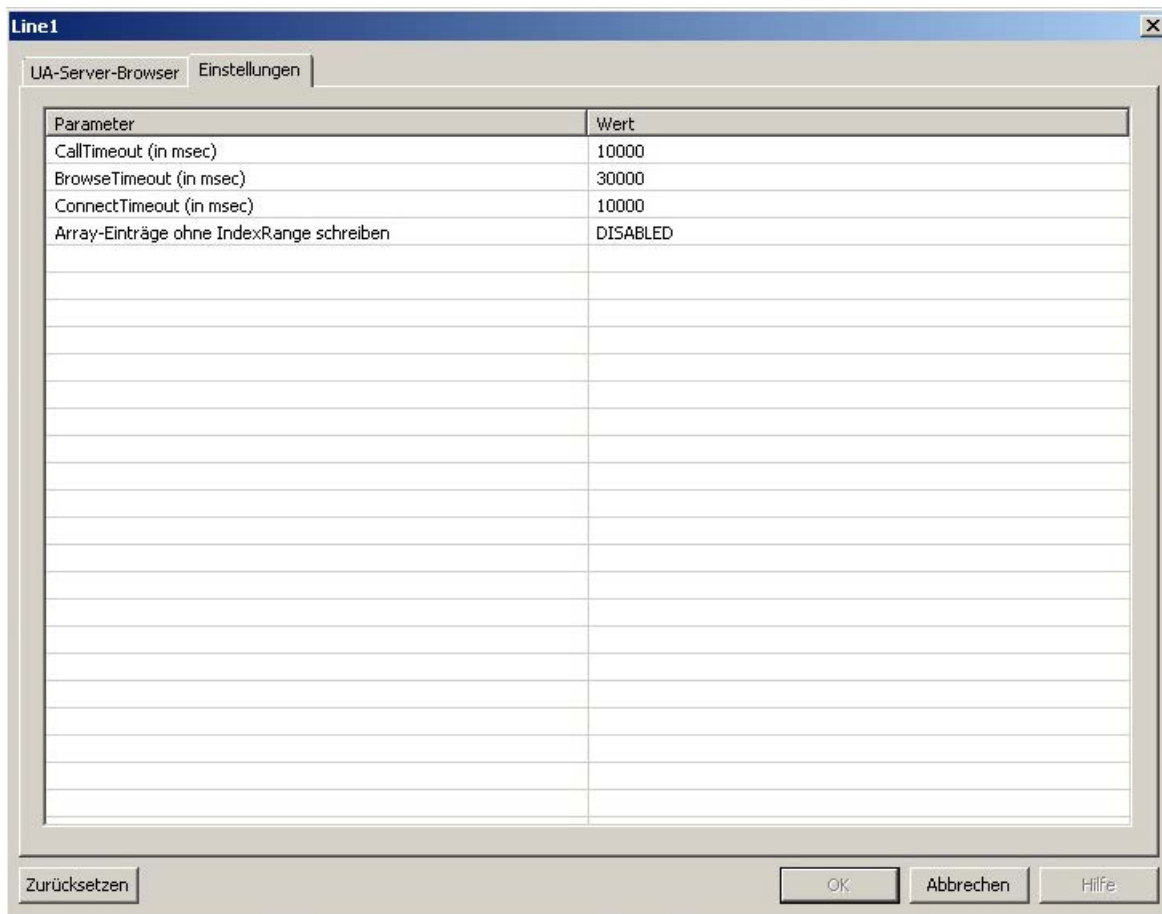 Line1
UA-Server-Browser Einstellungen
Parameter Wert
CallTimeout (in msec) 10000
BrowseTimeout (in msec) 30000
ConnectTimeout (in msec) 10000
Array-Einträge ohne IndexRange schreiben DISABLED
Zurücksetzen OK Abbrechen Hilfe